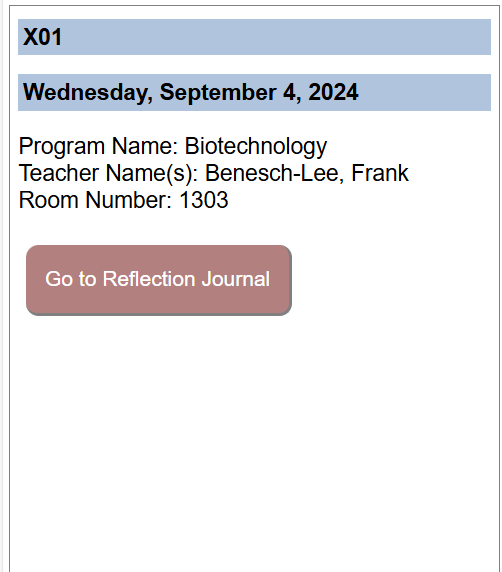 X01
Wednesday, September 4, 2024
Program Name: Biotechnology
Teacher Name(s): Benesch-Lee, Frank
Room Number: 1303
Go to Reflection Journal